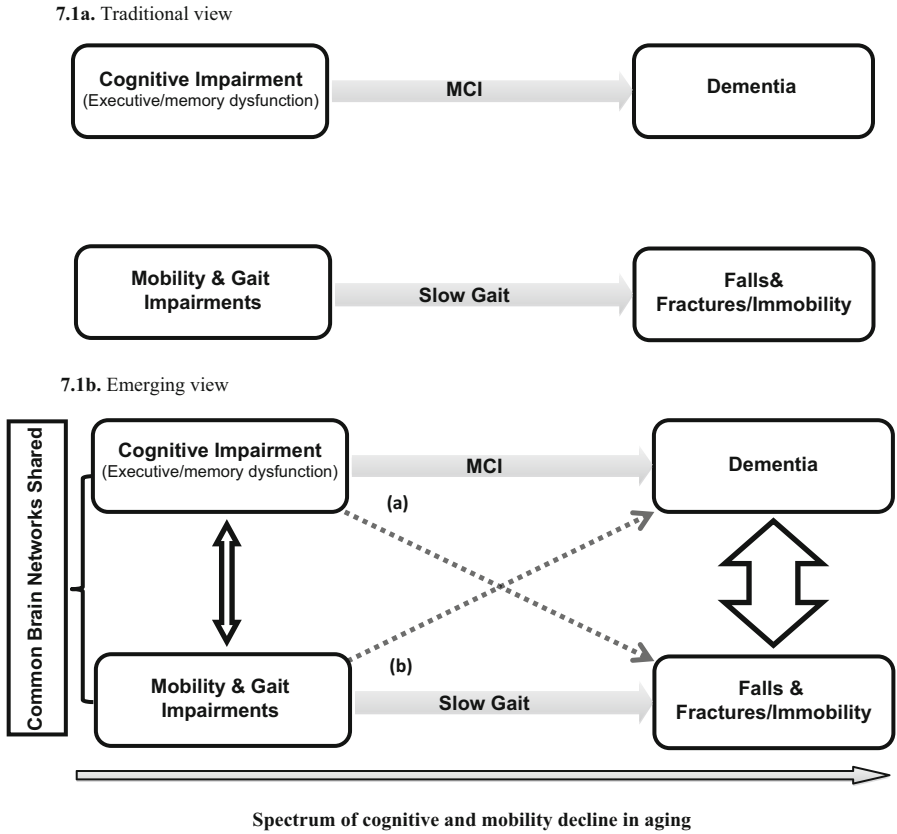 7.1a. Traditional view
Cognitive Impairment
(Executive/memory dysfunction)
MCI
Dementia
Mobility & Gait
Impairments
Slow Gait
Falls&
Fractures/Immobility
7.1b. Emerging view
Common Brain Networks Shared
Cognitive Impairment
(Executive/memory dysfunction)
MCI
Dementia
(a)
(b)
Mobility & Gait
Impairments
Slow Gait
Falls &
Fractures/Immobility
Spectrum of cognitive and mobility decline in aging